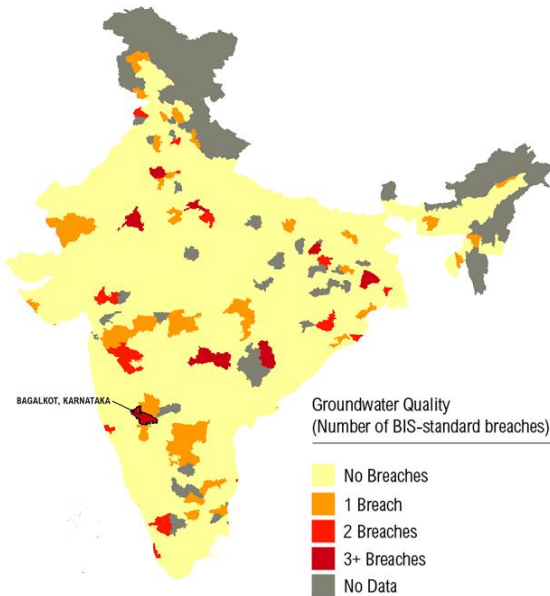 BAGALKOT, KARNATAKA
Groundwater Quality
(Number of BIS-standard breaches)
No Breaches
1 Breach
2 Breaches
3+ Breaches
No Data